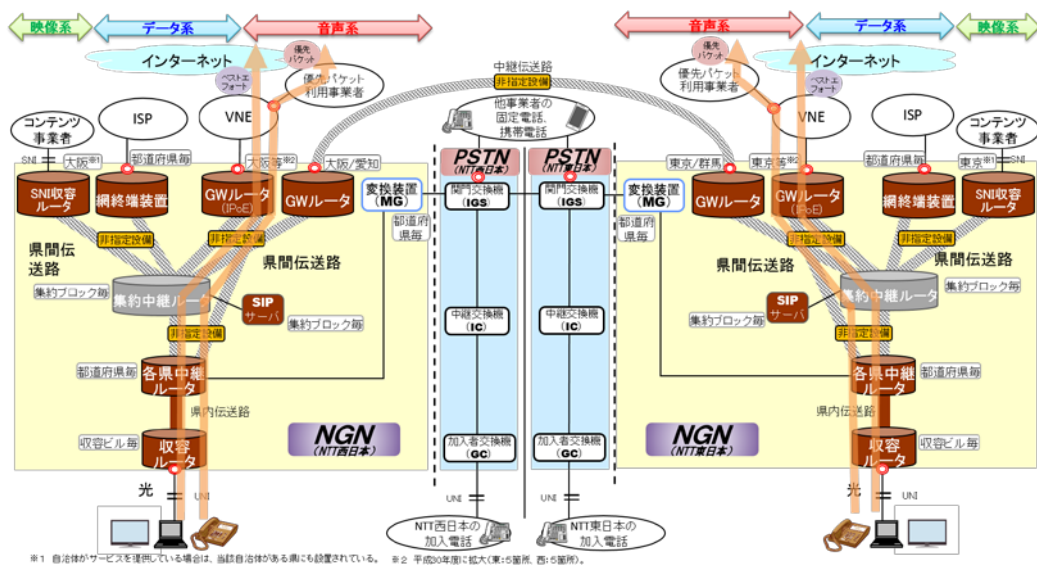 映像系
データ系
音声系
音声系
データ系
映像系
優先
パケット
インターネット
ベストエ
フォート
優先パケット
利用事業者
中継伝送路
非指定設備
優先
パケット
インターネット
優先パケット
利用事業者
ベストエ
フォート
コンテンツ
事業者
ISP
VNE
他事業者の
固定電話、
携帯電話
VNE
ISP
コンテンツ
事業者
SNI
大阪※1
都道府県毎
大阪等※2
大阪/愛知
PSTN
(NTT西日本)
PSTN
(NTT東日本)
東京/群馬
東京等※2
都道府県毎
東京※1
SNI
SNI収容
ルータ
網終端装置
GWルータ
(IPoE)
GWルータ
変換装置
(MG)
都道府
県毎
関門交換機
(IGS)
関門交換機
(IGS)
変換装置
(MG)
都道府
県毎
GWルータ
GWルータ
(IPoE)
網終端装置
SNI収容
ルータ
非指定設備
非指定設備
非指定設備
非指定設備
県間伝
送路
県間伝送路
県間伝送路
県間伝
送路
集約中継ルータ
集約ブロック毎
SIP
サーバ
集約ブロック毎
中継交換機
(IC)
中継交換機
(IC)
SIP
サーバ
集約ブロック毎
集約中継ルータ
集約ブロック毎
非指定設備
非指定設備
都道府県毎
各県中継
ルータ
各県中継
ルータ
都道府県毎
県内伝送路
県内伝送路
収容ビル毎
収容
ルータ
NGN
(NTT西日本)
加入者交換機
(GC)
加入者交換機
(GC)
NGN
(NTT東日本)
収容
ルータ
収容ビル毎
光
UNI
UNI
UNI
光
UNI
NTT西日本の
加入電話
NTT東日本の
加入電話
※1 自治体がサービスを提供している場合は、当該自治体がある県にも設置されている。 ※2 平成30年度に拡大(東:5箇所、西:5箇所)。